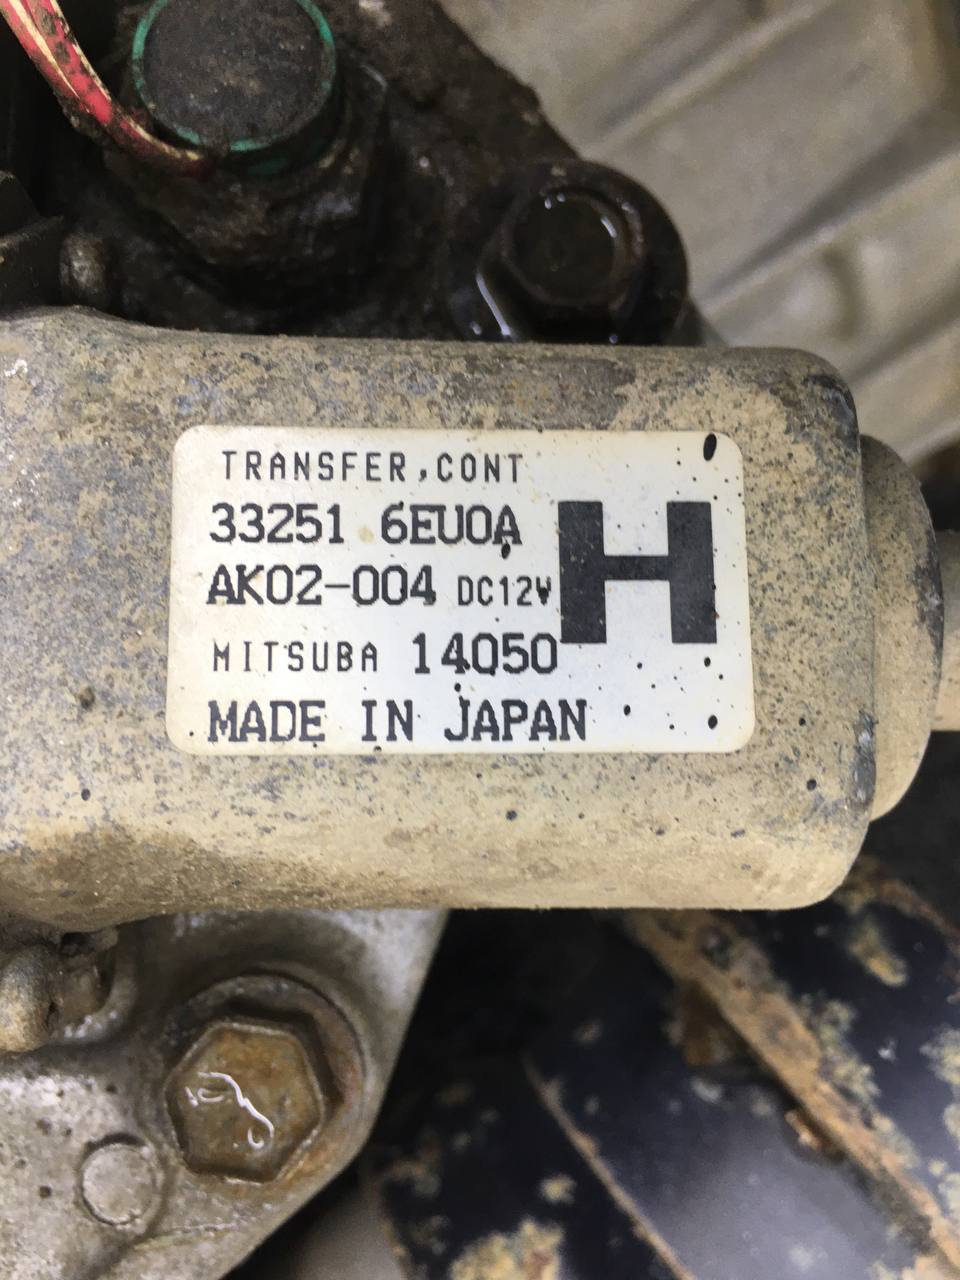 TRANSFER,CONT
33251 6EU0A
AK02-004 DC12V
H
MITSUBA 14050
MADE IN JAPAN